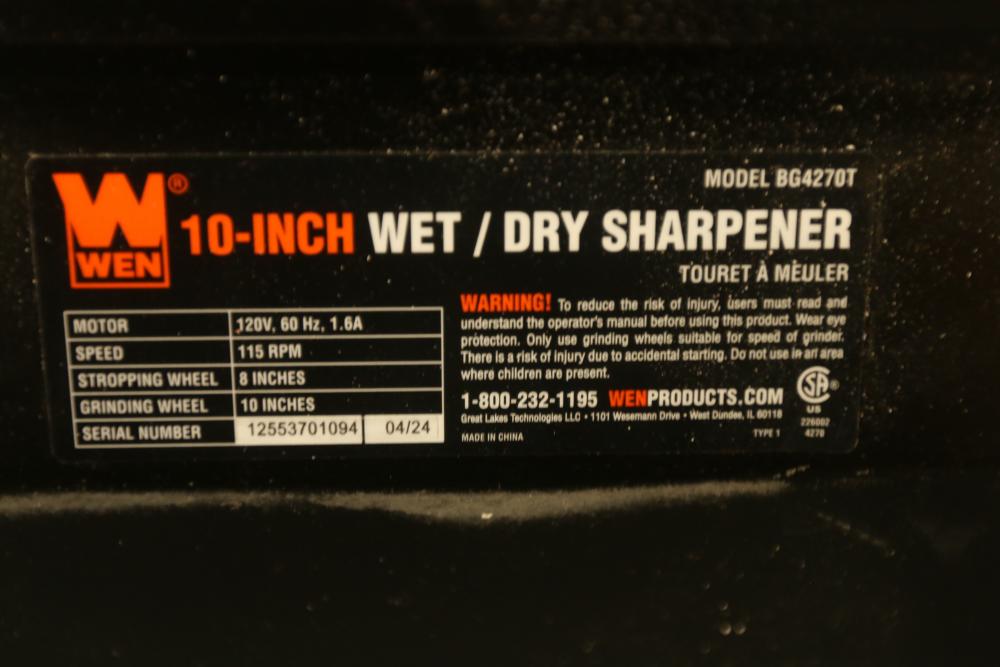 MODEL BG4270T
W®
WEN
10-INCH WET / DRY SHARPENER
TOURET À MEULER
MOTOR 120V, 60 Hz, 1.6A
SPEED 115 RPM
STROPPING WHEEL 8 INCHES
GRINDING WHEEL 10 INCHES
SERIAL NUMBER 12553701094 04/24
WARNING! To reduce the risk of injury, users must read and
understand the operator's manual before using this product. Wear eye
protection. Only use grinding wheels suitable for speed of grinder.
There is a risk of injury due to accidental starting. Do not use in an area
where children are present.
1-800-232-1195 WENPRODUCTS.COM
Great Lakes Technologies LLC • 1101 Wesemann Drive • West Dundee, IL 60118
MADE IN CHINA
TYPE 1
SA®
US
226002
4270